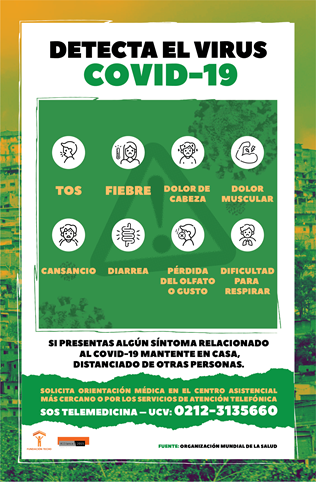 DETECTA EL VIRUS
COVID-19
TOS
FIEBRE
DOLOR DE
CABEZA
DOLOR
MUSCULAR
CANSANCIO
DIARREA
PÉRDIDA
DEL OLFATO
O GUSTO
DIFICULTAD
PARA
RESPIRAR
SI PRESENTAS ALGÚN SÍNTOMA RELACIONADO
AL COVID-19 MANTENTE EN CASA,
DISTANCIADO DE OTRAS PERSONAS.
SOLICITA ORIENTACIÓN MÉDICA EN EL CENTRO ASISTENCIAL
MÁS CERCANO O POR LOS SERVICIOS DE ATENCIÓN TELEFÓNICA
SOS TELEMEDICINA – UCV: 0212-3135660
FUENTE: ORGANIZACIÓN MUNDIAL DE LA SALUD